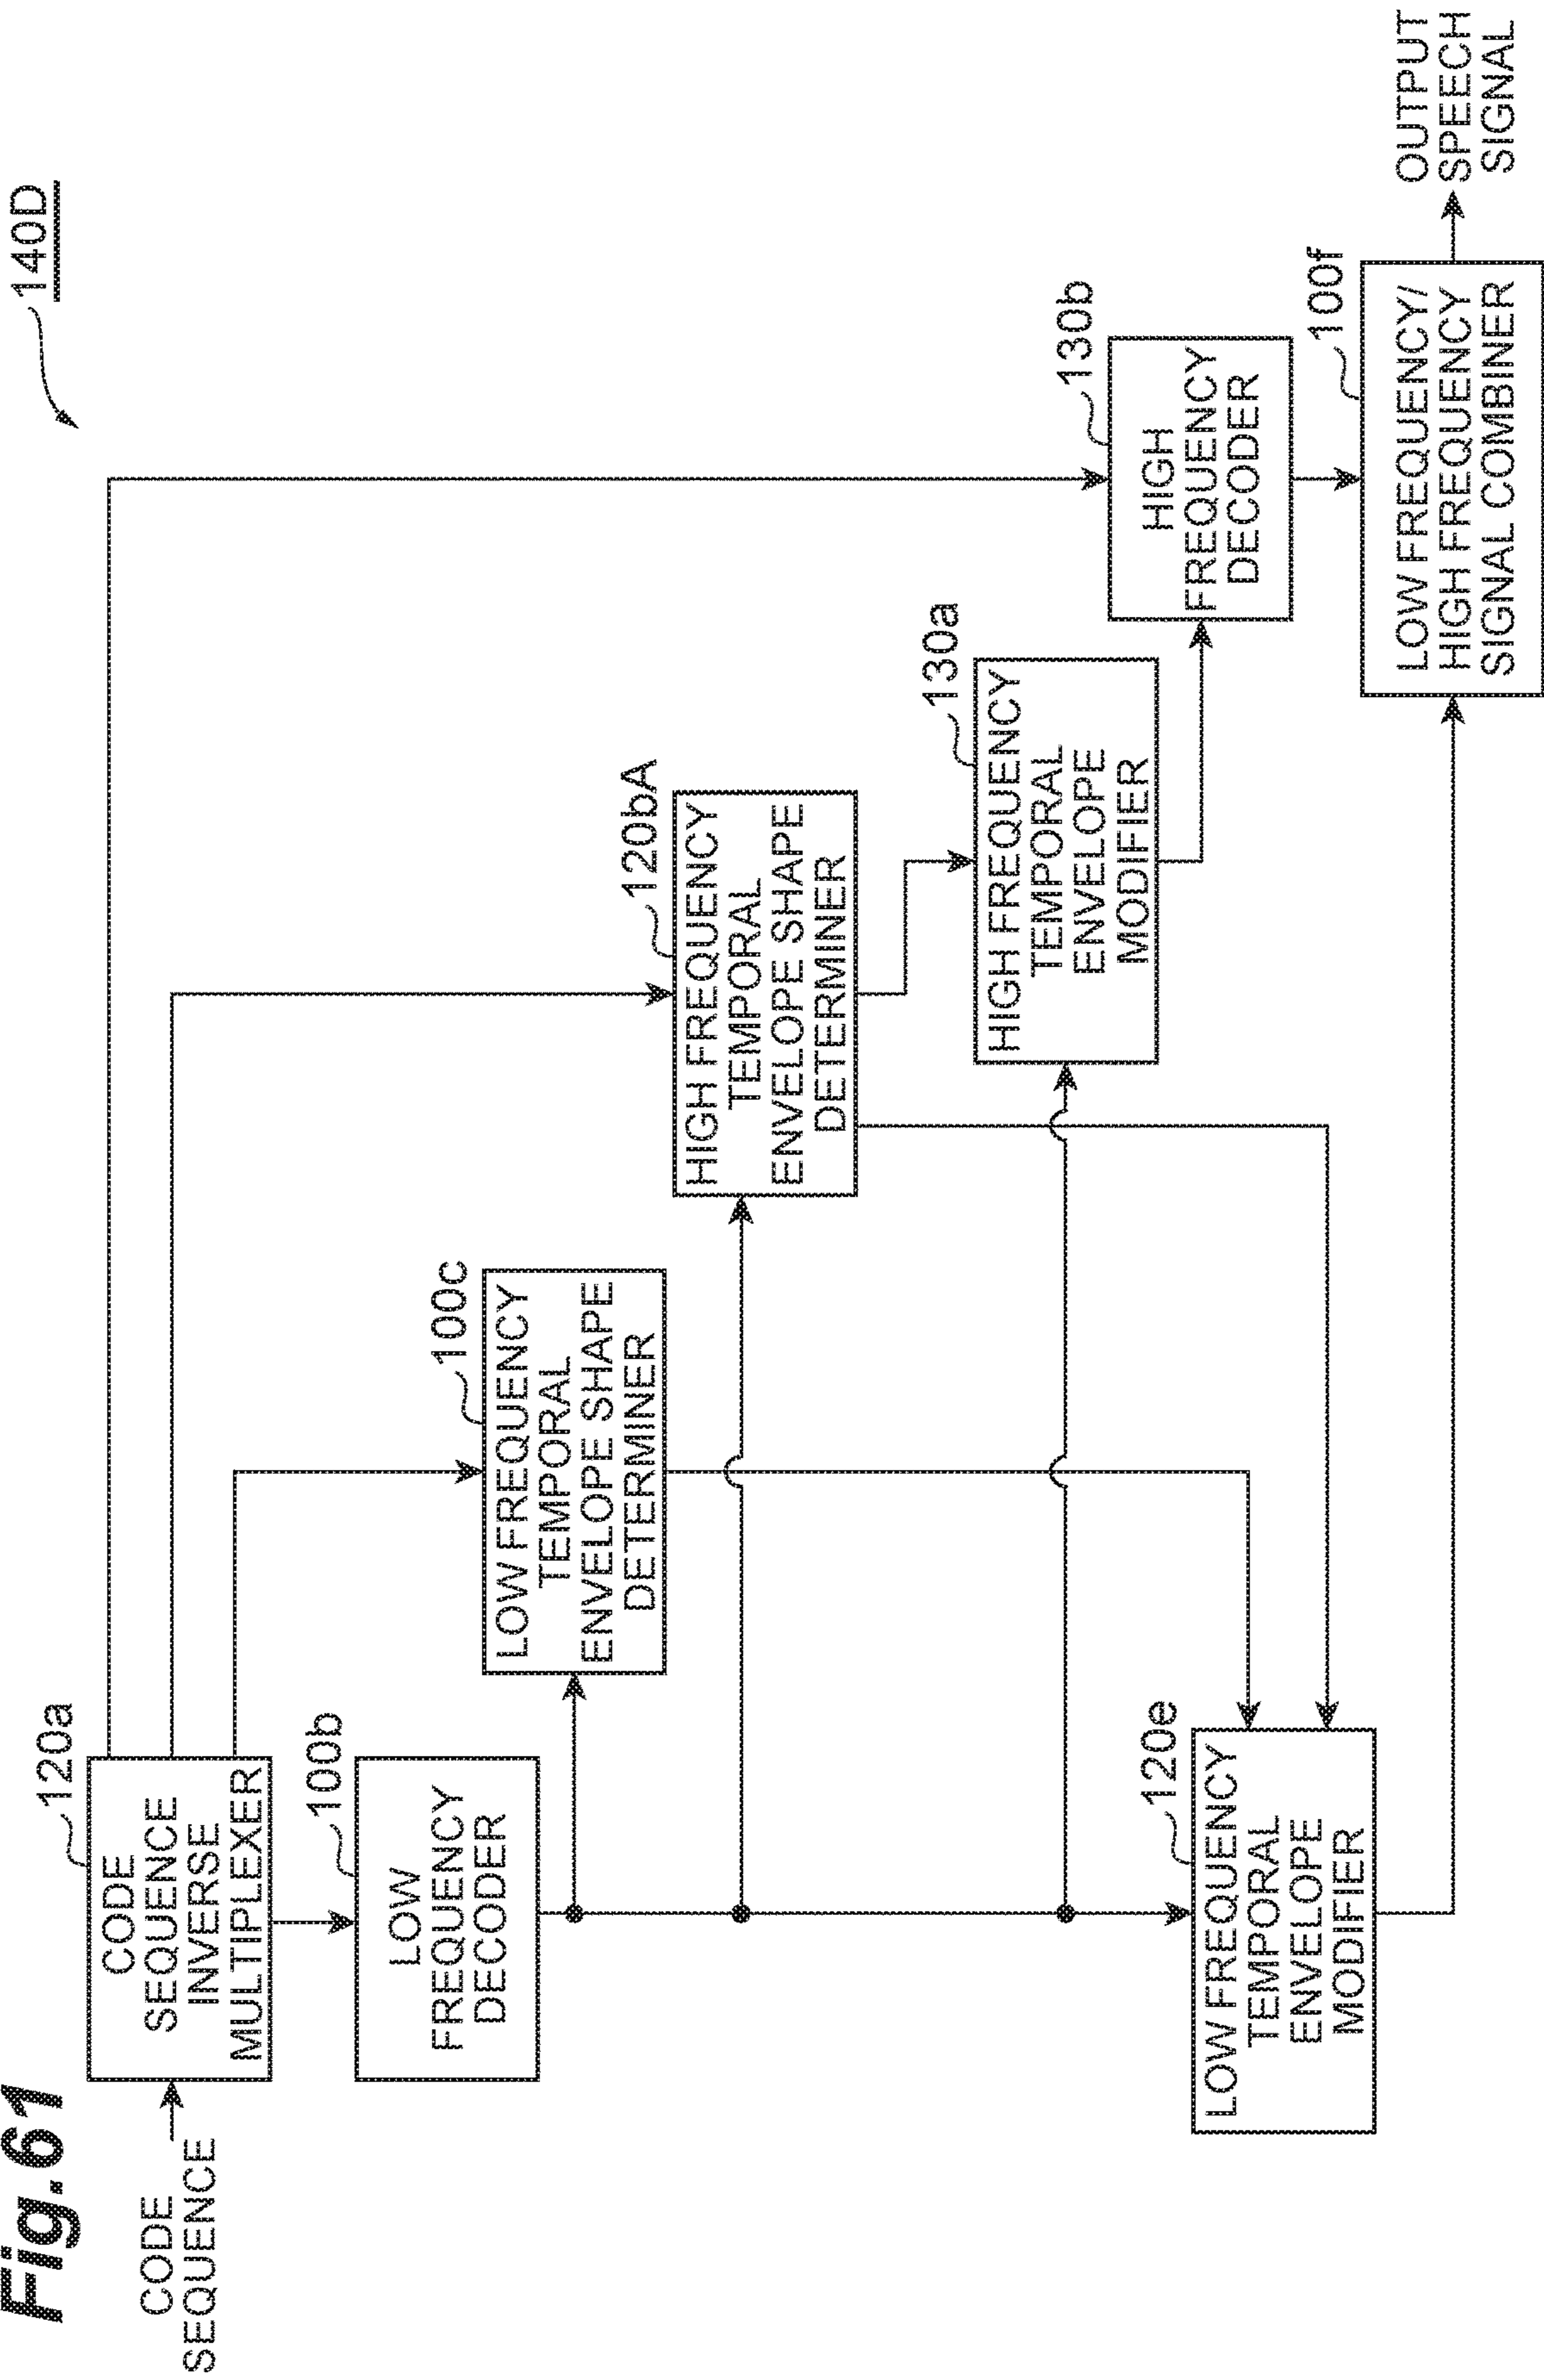 Fig.61
140D
CODE
SEQUENCE
120a
CODE
SEQUENCE
INVERSE
MULTIPLEXER
100b
LOW
FREQUENCY
DECODER
100c
LOW FREQUENCY
TEMPORAL
ENVELOPE SHAPE
DETERMINER
120bA
HIGH FREQUENCY
TEMPORAL
ENVELOPE SHAPE
DETERMINER
130a
HIGH FREQUENCY
TEMPORAL
ENVELOPE
MODIFIER
130b
HIGH
FREQUENCY
DECODER
120e
LOW FREQUENCY
TEMPORAL
ENVELOPE
MODIFIER
100f
LOW FREQUENCY/
HIGH FREQUENCY
SIGNAL COMBINER
OUTPUT
SPEECH
SIGNAL